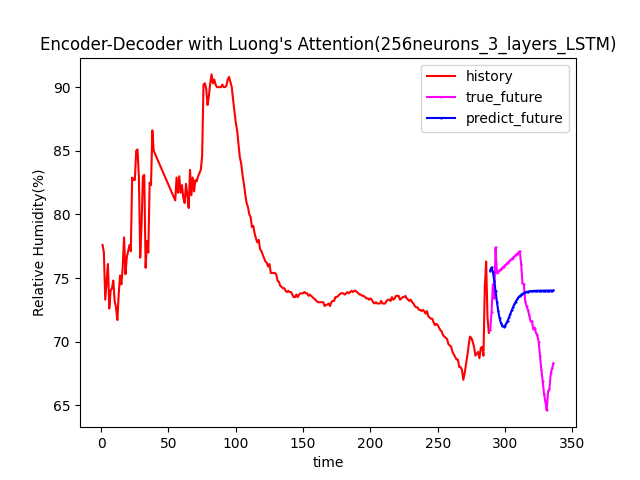 Encoder-Decoder with Luong's Attention(256neurons_3_layers_LSTM)
history
true_future
predict_future
Relative Humidity(%)
90
85
80
75
70
65
0
50
100
150
200
250
300
350
time